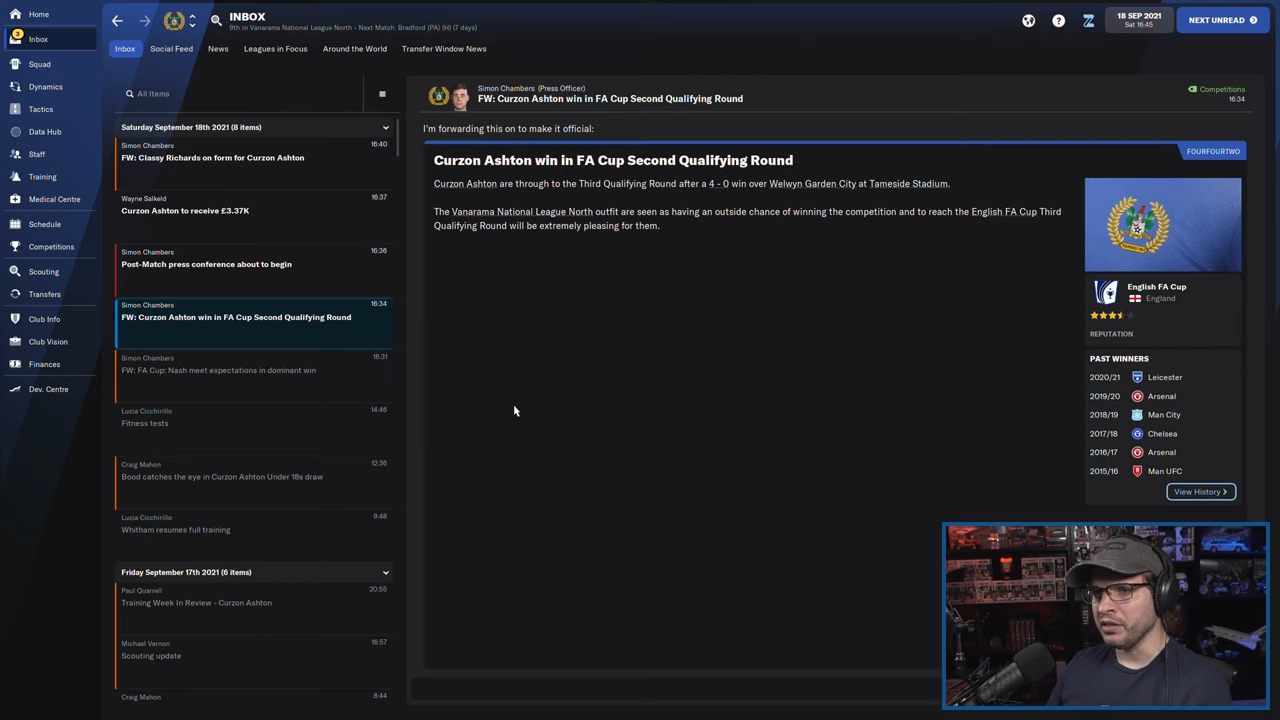 Home
Inbox
3
Squad
Dynamics
Tactics
Data Hub
Staff
Training
Medical Centre
Schedule
Competitions
Scouting
Transfers
Club Info
Club Vision
Finances
Dev. Centre
INBOX
9th in Vanarama National League North - Next Match: Bradford (PA) (H) (7 days)
18 SEP 2021
Sat 16:45
NEXT UNREAD
Inbox
Social Feed
News
Leagues in Focus
Around the World
Transfer Window News
All Items
Saturday September 18th 2021 (8 items)
Simon Chambers 16:40
FW: Classy Richards on form for Curzon Ashton
Wayne Salkeld 16:37
Curzon Ashton to receive £3.37K
Simon Chambers 16:36
Post-Match press conference about to begin
Simon Chambers 16:34
FW: Curzon Ashton win in FA Cup Second Qualifying Round
Simon Chambers 16:31
FW: FA Cup: Nash meet expectations in dominant win
Lucia Cicchirillo 14:46
Fitness tests
Craig Mahon 12:36
Bood catches the eye in Curzon Ashton Under 18s draw
Lucia Cicchirillo 9:48
Whitham resumes full training
Friday September 17th 2021 (6 items)
Paul Quarrell 20:55
Training Week In Review - Curzon Ashton
Michael Vernon 16:57
Scouting update
Craig Mahon 8:44
Simon Chambers (Press Officer)
FW: Curzon Ashton win in FA Cup Second Qualifying Round
Competitions
16:34
I'm forwarding this on to make it official:
Curzon Ashton win in FA Cup Second Qualifying Round
FOURFOURTWO
Curzon Ashton are through to the Third Qualifying Round after a 4 - 0 win over Welwyn Garden City at Tameside Stadium.
The Vanarama National League North outfit are seen as having an outside chance of winning the competition and to reach the English FA Cup Third
Qualifying Round will be extremely pleasing for them.
English FA Cup
England
REPUTATION
PAST WINNERS
2020/21 Leicester
2019/20 Arsenal
2018/19 Man City
2017/18 Chelsea
2016/17 Arsenal
2015/16 Man UFC
View History